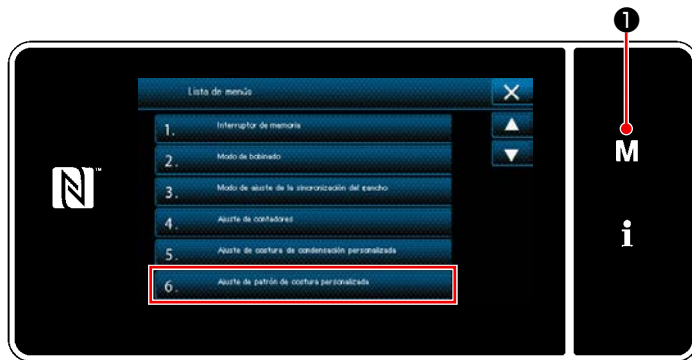 ❶
Lista de menús
1. Interruptor de memoria
2. Modo de bobinado
3. Modo de ajuste de la sincronización del gancho
4. Ajuste de contadores
5. Ajuste de costura de condensación personalizada
6. Ajuste de patrón de costura personalizada
M
i